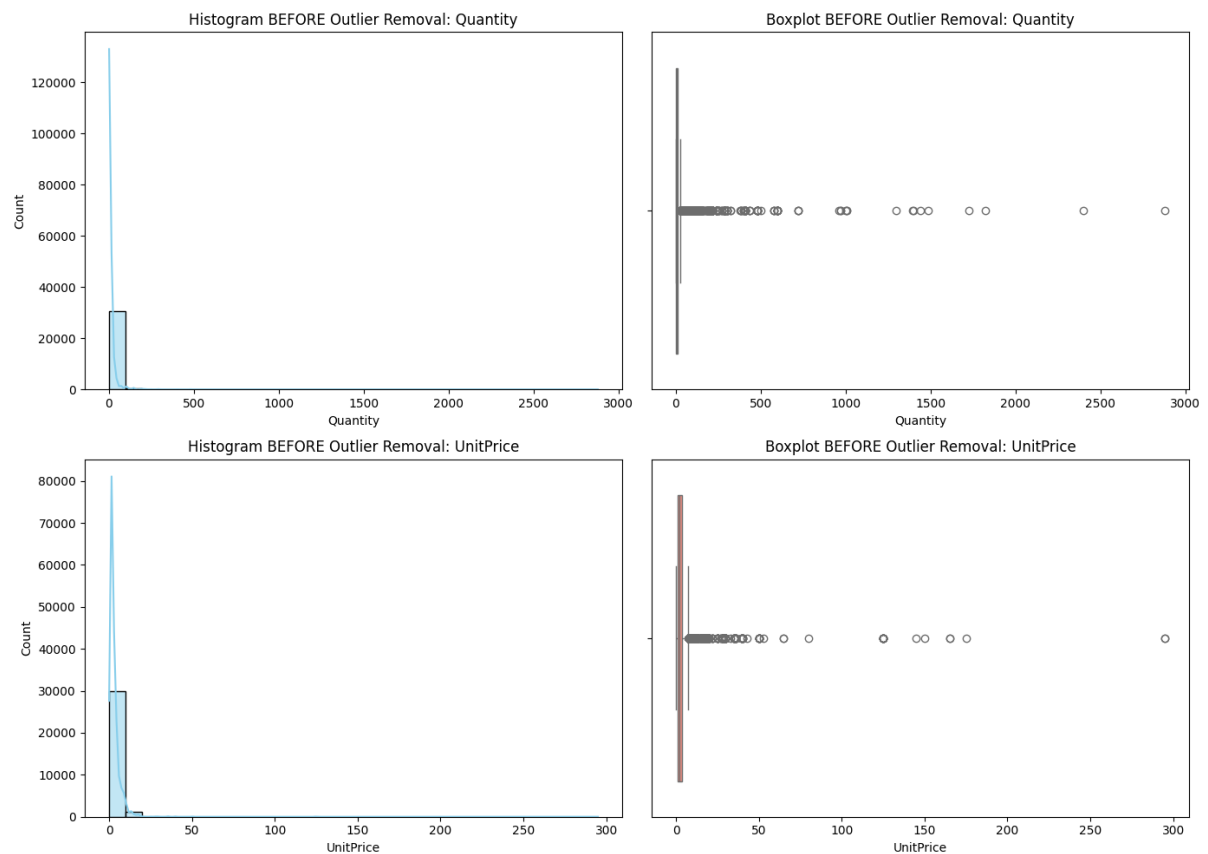 Histogram BEFORE Outlier Removal: Quantity
Boxplot BEFORE Outlier Removal: Quantity
120000
100000
80000
60000
40000
20000
0
Count
0 500 1000 1500 2000 2500 3000
Quantity
0 500 1000 1500 2000 2500 3000
Quantity
Histogram BEFORE Outlier Removal: UnitPrice
Boxplot BEFORE Outlier Removal: UnitPrice
80000
70000
60000
50000
40000
30000
20000
10000
0
Count
0 50 100 150 200 250 300
UnitPrice
0 50 100 150 200 250 300
UnitPrice